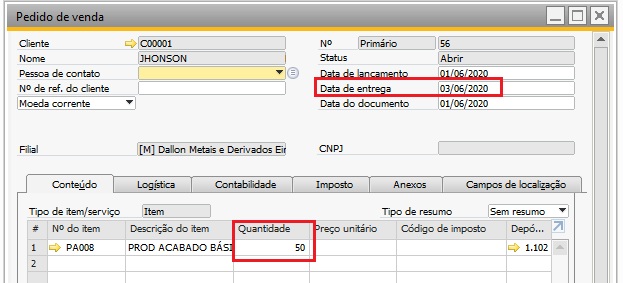 Pedido de venda
Cliente C00001 Nº Primário 56
Nome JHONSON Status Abrir
Pessoa de contato Data de lançamento 01/06/2020
Nº de ref. do cliente Data de entrega 03/06/2020
Moeda corrente Data do documento 01/06/2020
Filial [M] Dallon Metais e Derivados Eir CNPJ
Conteúdo Logística Contabilidade Imposto Anexos Campos de localização
Tipo de item/serviço Item Tipo de resumo Sem resumo
# Nº do item Descrição do item Quantidade Preço unitário Código de imposto Depó...
1 PA008 PROD ACABADO BÁSI 50 1.102
2